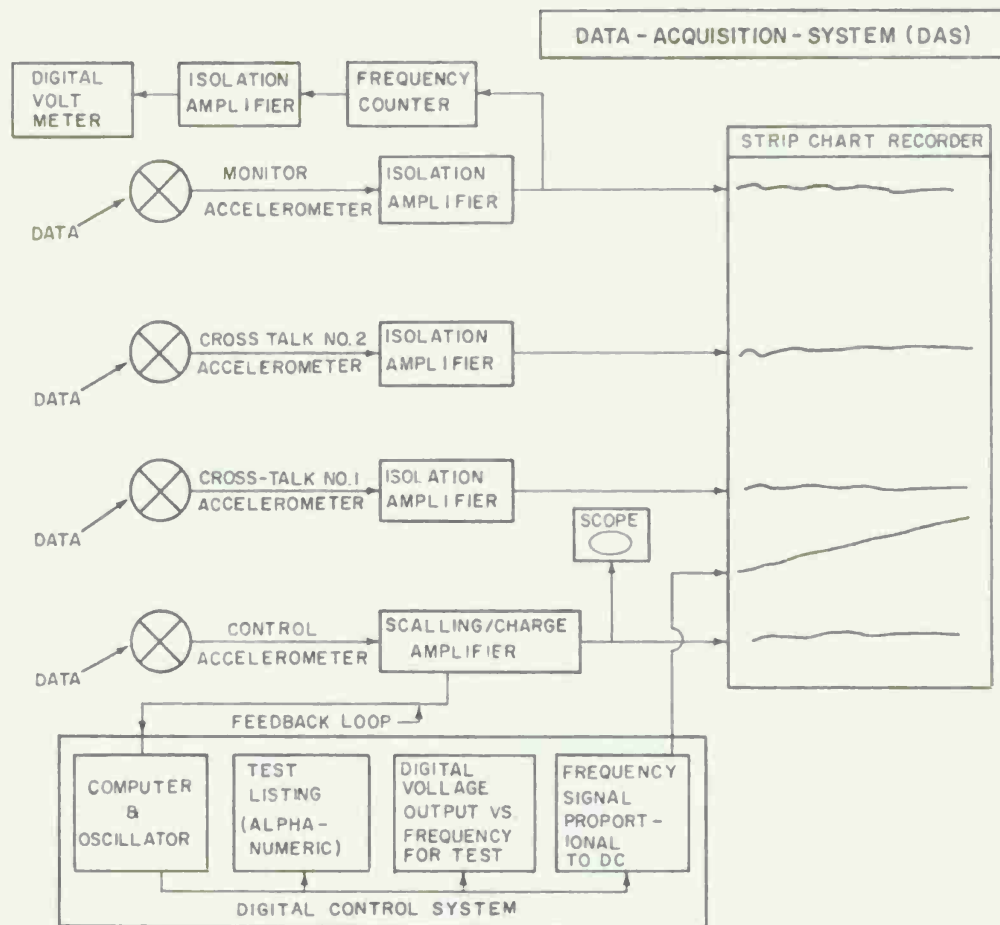 DATA-ACQUISITION-SYSTEM (DAS)
DIGITAL
VOLT
METER
ISOLATION
AMPLIFIER
FREQUENCY
COUNTER
STRIP CHART RECORDER
MONITOR
ACCELEROMETER
ISOLATION
AMPLIFIER
DATA
CROSS TALK NO. 2
ACCELEROMETER
ISOLATION
AMPLIFIER
DATA
CROSS-TALK NO. 1
ACCELEROMETER
ISOLATION
AMPLIFIER
DATA
SCOPE
CONTROL
ACCELEROMETER
SCALLING/CHARGE
AMPLIFIER
DATA
FEEDBACK LOOP
COMPUTER
&
OSCILLATOR
TEST
LISTING
(ALPHA-
NUMERIC)
DIGITAL
VOLLAGE
OUTPUT VS.
FREQUENCY
FOR TEST
FREQUENCY
SIGNAL
PROPORT-
IONAL
TO DC
DIGITAL CONTROL SYSTEM